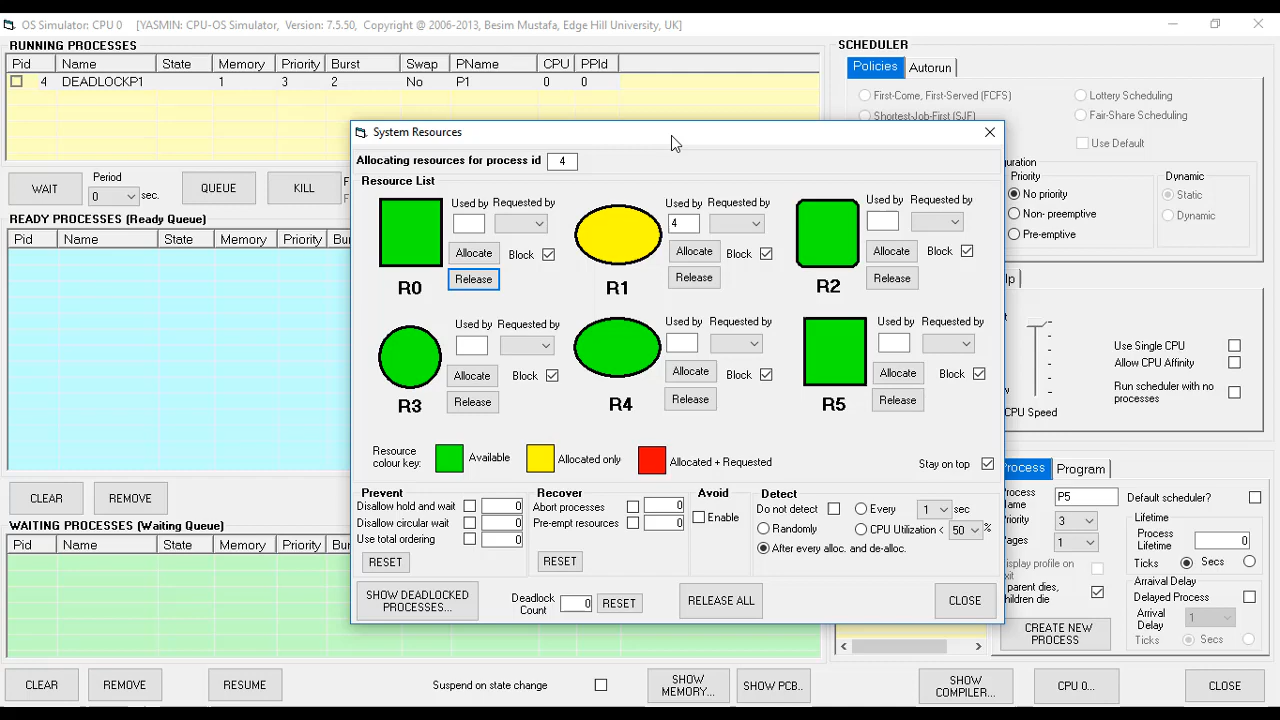 OS Simulator: CPU 0 [YASMIN: CPU-OS Simulator, Version: 7.5.50, Copyright @ 2006-2013, Besim Mustafa, Edge Hill University, UK]
RUNNING PROCESSES
Pid Name State Memory Priority Burst Swap PName CPU PPId
4 DEADLOCKP1 1 3 2 No P1 0 0
WAIT
Period
0
sec.
QUEUE
KILL
READY PROCESSES (Ready Queue)
Pid Name State Memory Priority
CLEAR
REMOVE
WAITING PROCESSES (Waiting Queue)
Pid Name State Memory Priority
CLEAR
REMOVE
RESUME
Suspend on state change
SHOW MEMORY...
SHOW PCB..
SHOW COMPILER...
CPU 0...
CLOSE
System Resources
Allocating resources for process id 4
Resource List
Used by Requested by
Allocate
Block
Release
R0
Used by Requested by
4
Allocate
Block
Release
R1
Used by Requested by
Allocate
Block
Release
R2
Used by Requested by
Allocate
Block
Release
R3
Used by Requested by
Allocate
Block
Release
R4
Used by Requested by
Allocate
Block
Release
R5
Resource colour key:
Available
Allocated only
Allocated + Requested
Stay on top
Prevent
Disallow hold and wait 0
Disallow circular wait 0
Use total ordering 0
RESET
Recover
Abort processes 0
Pre-empt resources 0
RESET
Avoid
Enable
Detect
Do not detect
Every 1 sec
Randomly
CPU Utilization < 50 %
After every alloc. and de-alloc.
SHOW DEADLOCKED PROCESSES...
Deadlock Count 0
RESET
RELEASE ALL
CLOSE
SCHEDULER
Policies Autorun
First-Come, First-Served (FCFS)
Shortest-Job-First (SJF)
Lottery Scheduling
Fair-Share Scheduling
Use Default
Priority
No priority
Non- preemptive
Pre-emptive
Dynamic
Static
Dynamic
Use Single CPU
Allow CPU Affinity
Run scheduler with no processes
CPU Speed
Process Program
Process Name P5
Priority 3
Pages 1
Default scheduler?
Lifetime
Process Lifetime 0
Ticks Secs
Arraival Delay
Delayed Process
Arrival Delay 1
Ticks Secs
CREATE NEW PROCESS